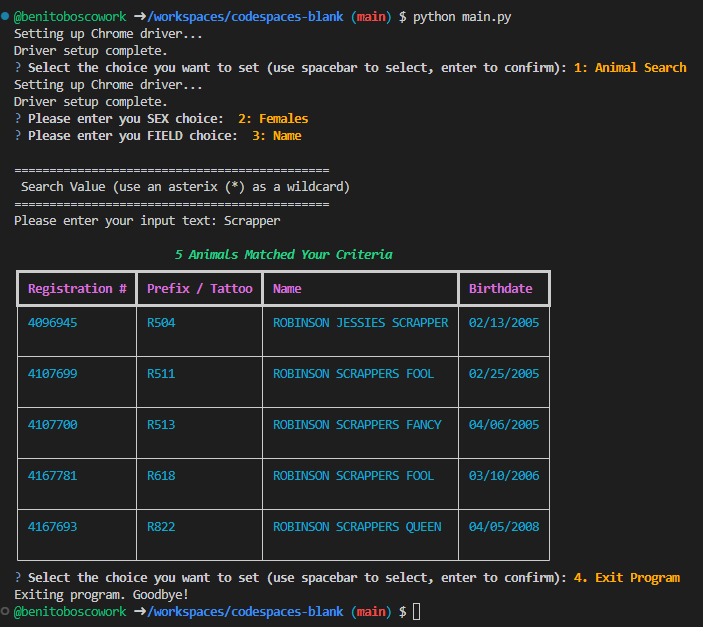 @benitoboscowork ➜/workspaces/codespaces-blank (main) $ python main.py
Setting up Chrome driver...
Driver setup complete.
? Select the choice you want to set (use spacebar to select, enter to confirm): 1: Animal Search
Setting up Chrome driver...
Driver setup complete.
? Please enter you SEX choice:  2: Females
? Please enter you FIELD choice:  3: Name
=============================================
Search Value (use an asterix (*) as a wildcard)
=============================================
Please enter your input text: Scrapper
5 Animals Matched Your Criteria
Registration # Prefix / Tattoo Name Birthdate
4096945 R504 ROBINSON JESSIES SCRAPPER 02/13/2005
4107699 R511 ROBINSON SCRAPPERS FOOL 02/25/2005
4107700 R513 ROBINSON SCRAPPERS FANCY 04/06/2005
4167781 R618 ROBINSON SCRAPPERS FOOL 03/10/2006
4167693 R822 ROBINSON SCRAPPERS QUEEN 04/05/2008
? Select the choice you want to set (use spacebar to select, enter to confirm): 4. Exit Program
Exiting program. Goodbye!
@benitoboscowork ➜/workspaces/codespaces-blank (main) $